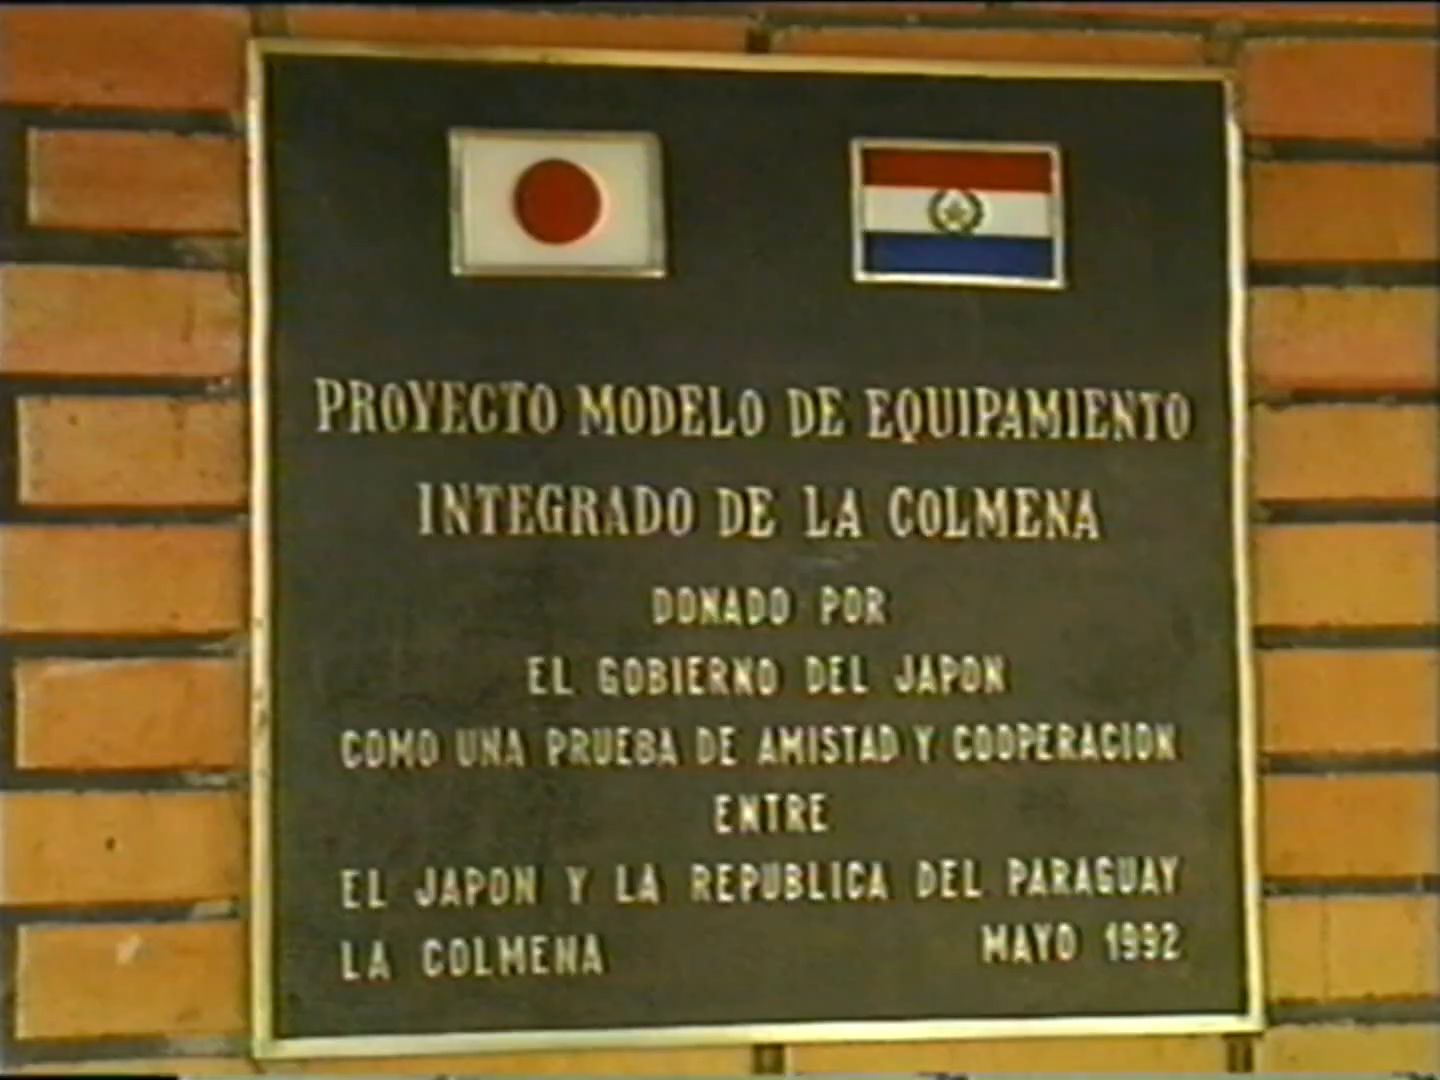 PROYECTO MODELO DE EQUIPAMIENTO
INTEGRADO DE LA COLMENA
DONADO POR
EL GOBIERNO DEL JAPON
COMO UNA PRUEBA DE AMISTAD Y COOPERACION
ENTRE
EL JAPON Y LA REPUBLICA DEL PARAGUAY
LA COLMENA MAYO 1992